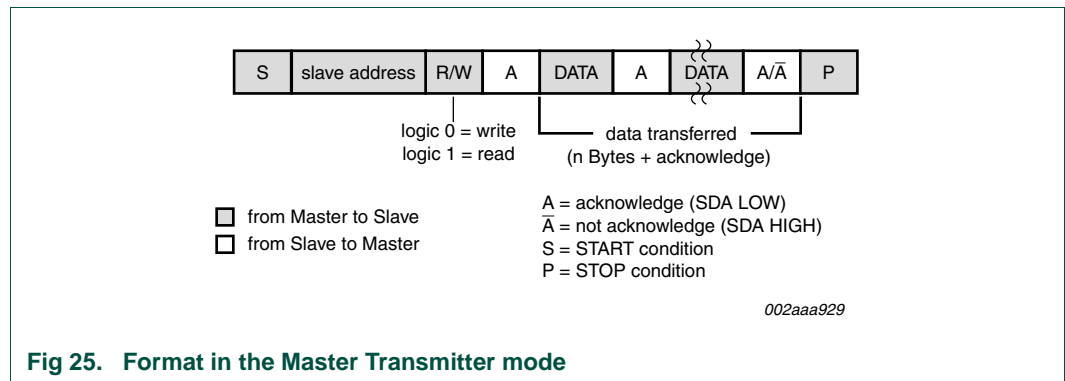 S slave address R/W A DATA A DATA A/A̅ P
logic 0 = write
logic 1 = read
data transferred
(n Bytes + acknowledge)
from Master to Slave
from Slave to Master
A = acknowledge (SDA LOW)
A̅ = not acknowledge (SDA HIGH)
S = START condition
P = STOP condition
002aaa929
Fig 25. Format in the Master Transmitter mode